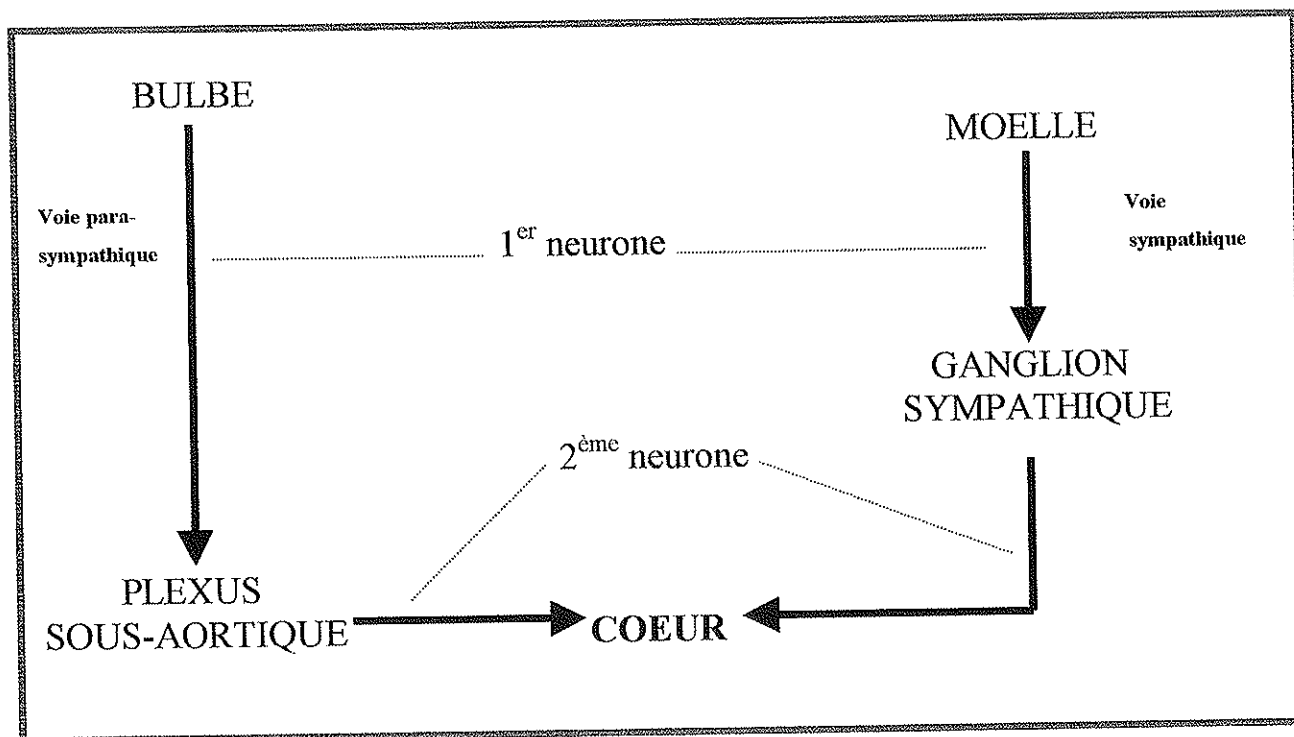 BULBE
MOELLE
Voie para-
sympathique
1er neurone
Voie
sympathique
GANGLION
SYMPATHIQUE
2ème neurone
PLEXUS
SOUS-AORTIQUE
COEUR